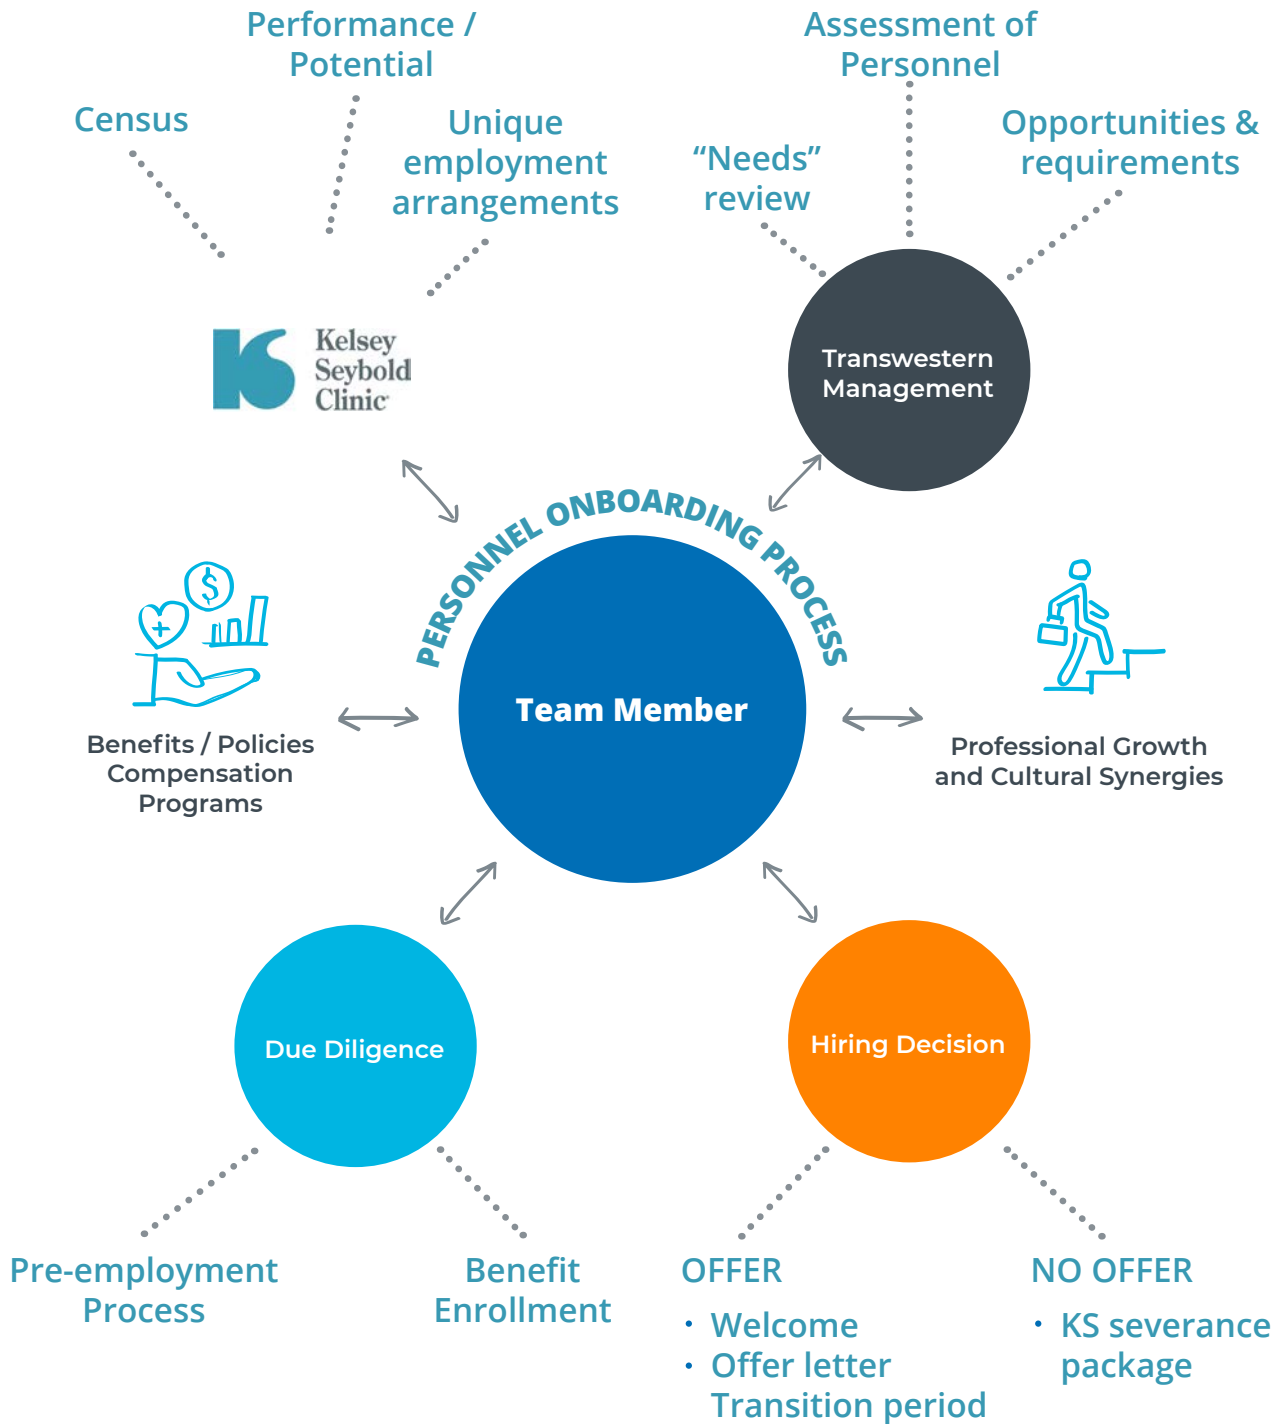 Performance /
Potential
Census
Unique
employment
arrangements
Assessment of
Personnel
“Needs”
review
Opportunities &
requirements
Kelsey
Seybold
Clinic
Transwestern
Management
PERSONNEL ONBOARDING PROCESS
Team Member
Benefits / Policies
Compensation
Programs
Professional Growth
and Cultural Synergies
Due Diligence
Hiring Decision
Pre-employment
Process
Benefit
Enrollment
OFFER
· Welcome
· Offer letter
Transition period
NO OFFER
· KS severance
package